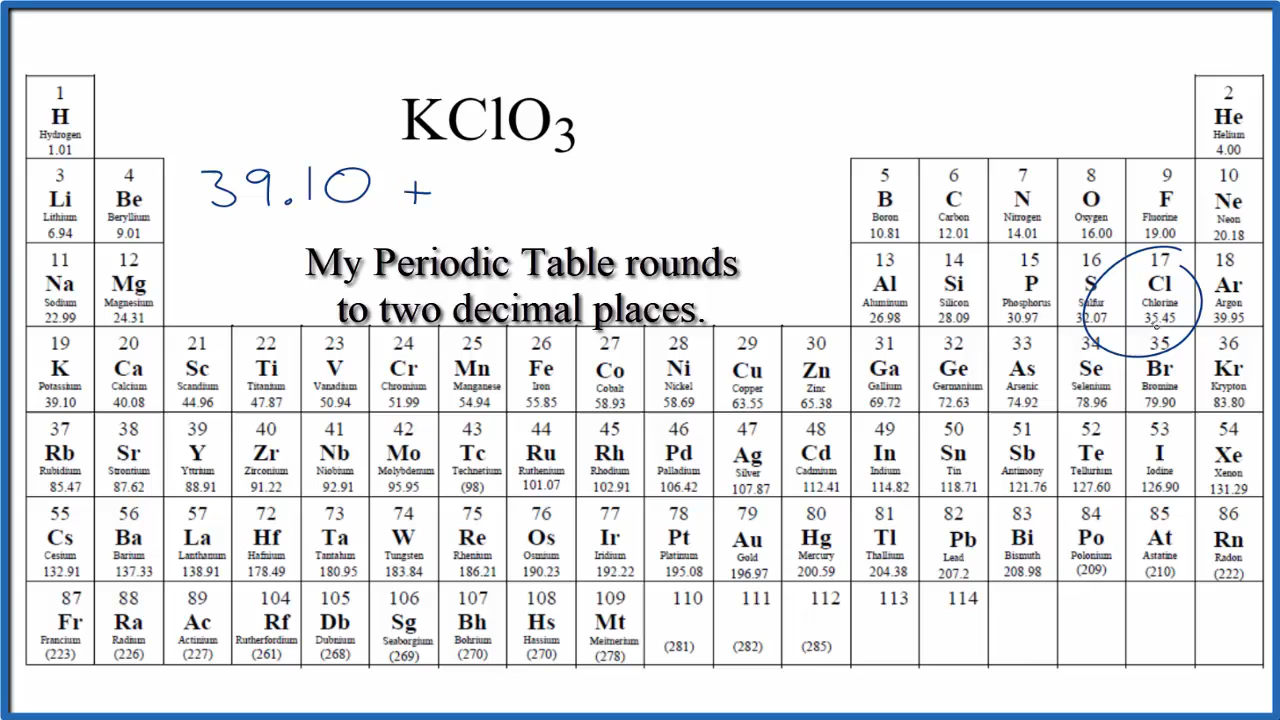 KClO3
39.10 +
My Periodic Table rounds
to two decimal places.
1 2
H He
Hydrogen Helium
1.01 4.00
3 4 5 6 7 8 9 10
Li Be B C N O F Ne
Lithium Beryllium Boron Carbon Nitrogen Oxygen Fluorine Neon
6.94 9.01 10.81 12.01 14.01 16.00 19.00 20.18
11 12 13 14 15 16 17 18
Na Mg Al Si P S Cl Ar
Sodium Magnesium Aluminum Silicon Phosphorus Sulfur Chlorine Argon
22.99 24.31 26.98 28.09 30.97 32.07 35.45 39.95
19 20 21 22 23 24 25 26 27 28 29 30 31 32 33 34 35 36
K Ca Sc Ti V Cr Mn Fe Co Ni Cu Zn Ga Ge As Se Br Kr
Potassium Calcium Scandium Titanium Vanadium Chromium Manganese Iron Cobalt Nickel Copper Zinc Gallium Germanium Arsenic Selenium Bromine Krypton
39.10 40.08 44.96 47.87 50.94 51.99 54.94 55.85 58.93 58.69 63.55 65.38 69.72 72.63 74.92 78.96 79.90 83.80
37 38 39 40 41 42 43 44 45 46 47 48 49 50 51 52 53 54
Rb Sr Y Zr Nb Mo Tc Ru Rh Pd Ag Cd In Sn Sb Te I Xe
Rubidium Strontium Yttrium Zirconium Niobium Molybdenum Technetium Ruthenium Rhodium Palladium Silver Cadmium Indium Tin Antimony Tellurium Iodine Xenon
85.47 87.62 88.91 91.22 92.91 95.95 (98) 101.07 102.91 106.42 107.87 112.41 114.82 118.71 121.76 127.60 126.90 131.29
55 56 57 72 73 74 75 76 77 78 79 80 81 82 83 84 85 86
Cs Ba La Hf Ta W Re Os Ir Pt Au Hg Tl Pb Bi Po At Rn
Cesium Barium Lanthanum Hafnium Tantalum Tungsten Rhenium Osmium Iridium Platinum Gold Mercury Thallium Lead Bismuth Polonium Astatine Radon
132.91 137.33 138.91 178.49 180.95 183.84 186.21 190.23 192.22 195.08 196.97 200.59 204.38 207.2 208.98 (209) (210) (222)
87 88 89 104 105 106 107 108 109 110 111 112 113 114
Fr Ra Ac Rf Db Sg Bh Hs Mt
Francium Radium Actinium Rutherfordium Dubnium Seaborgium Bohrium Hassium Meitnerium
(223) (226) (227) (261) (268) (269) (270) (270) (278) (281) (282) (285)